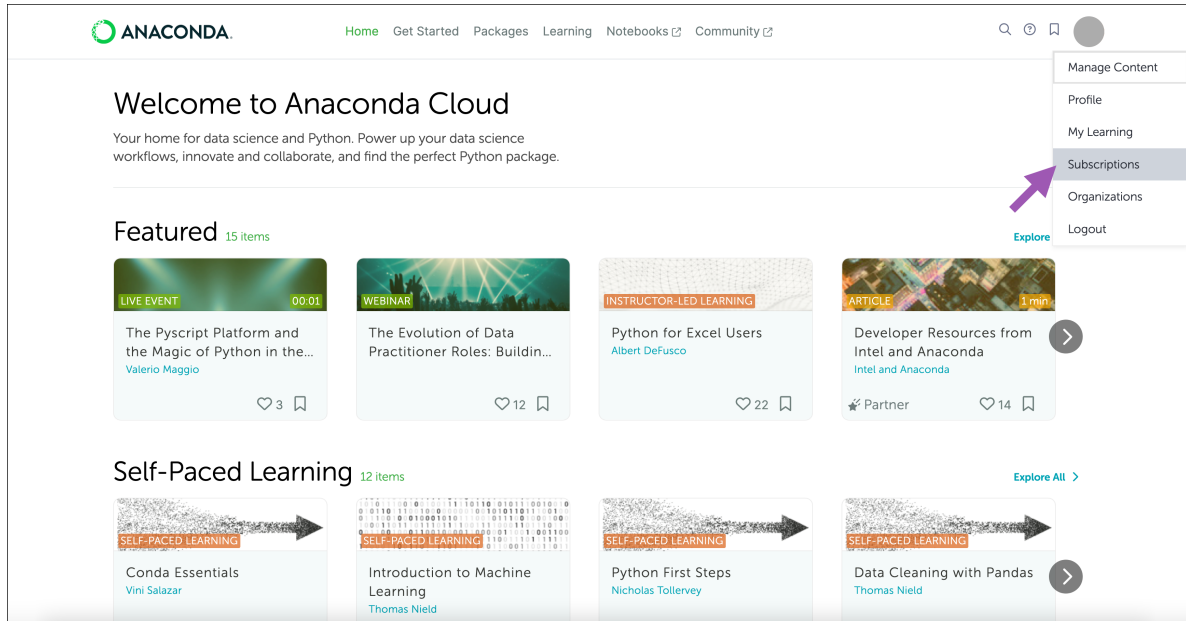 ANACONDA.
Home Get Started Packages Learning Notebooks Community
Manage Content
Profile
My Learning
Subscriptions
Organizations
Logout
Welcome to Anaconda Cloud
Your home for data science and Python. Power up your data science
workflows, innovate and collaborate, and find the perfect Python package.
Featured 15 items
Explore
LIVE EVENT 00:01
The Pyscript Platform and
the Magic of Python in the...
Valerio Maggio
3
WEBINAR
The Evolution of Data
Practitioner Roles: Buildin...
12
INSTRUCTOR-LED LEARNING
Python for Excel Users
Albert DeFusco
22
ARTICLE 1 min
Developer Resources from
Intel and Anaconda
Intel and Anaconda
Partner 14
Self-Paced Learning 12 items
Explore All
SELF-PACED LEARNING
Conda Essentials
Vini Salazar
SELF-PACED LEARNING
Introduction to Machine
Learning
Thomas Nield
SELF-PACED LEARNING
Python First Steps
Nicholas Tollervey
SELF-PACED LEARNING
Data Cleaning with Pandas
Thomas Nield